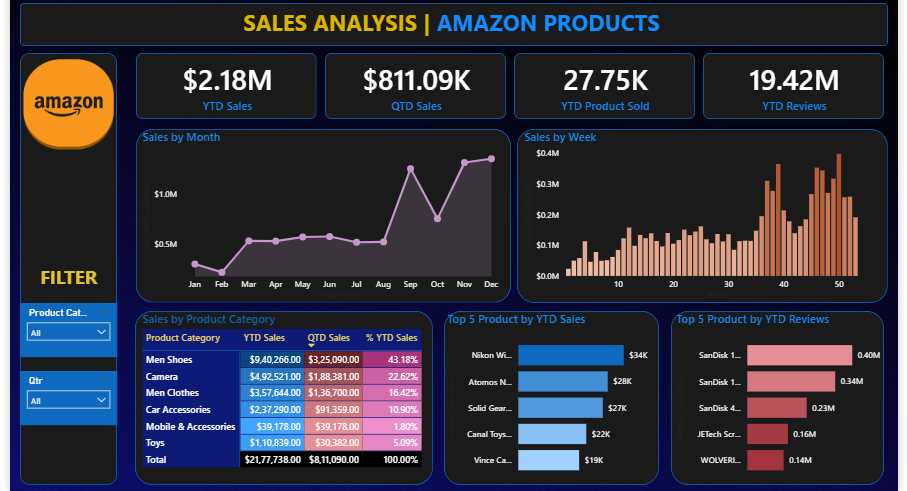 SALES ANALYSIS | AMAZON PRODUCTS
amazon
$2.18M
YTD Sales
$811.09K
QTD Sales
27.75K
YTD Product Sold
19.42M
YTD Reviews
FILTER
Product Cat...
All
Qtr
All
Sales by Month
$1.0M
$0.5M
Jan Feb Mar Apr May Jun Jul Aug Sep Oct Nov Dec
Sales by Week
$0.4M
$0.3M
$0.2M
$0.1M
$0.0M
10 20 30 40 50
Sales by Product Category
Product Category YTD Sales QTD Sales % YTD Sales
Men Shoes $9,40,266.00 $3,25,090.00 43.18%
Camera $4,92,521.00 $1,88,381.00 22.62%
Men Clothes $3,57,644.00 $1,36,700.00 16.42%
Car Accessories $2,37,290.00 $91,359.00 10.90%
Mobile & Accessories $39,178.00 $39,178.00 1.80%
Toys $1,10,839.00 $30,382.00 5.09%
Total $21,77,738.00 $8,11,090.00 100.00%
Top 5 Product by YTD Sales
Nikon Wi... $34K
Atomos N... $28K
Solid Gear... $27K
Canal Toys... $22K
Vince Ca... $19K
Top 5 Product by YTD Reviews
SanDisk 1... 0.40M
SanDisk 1... 0.34M
SanDisk 4... 0.23M
JETech Scr... 0.16M
WOLVERI... 0.14M